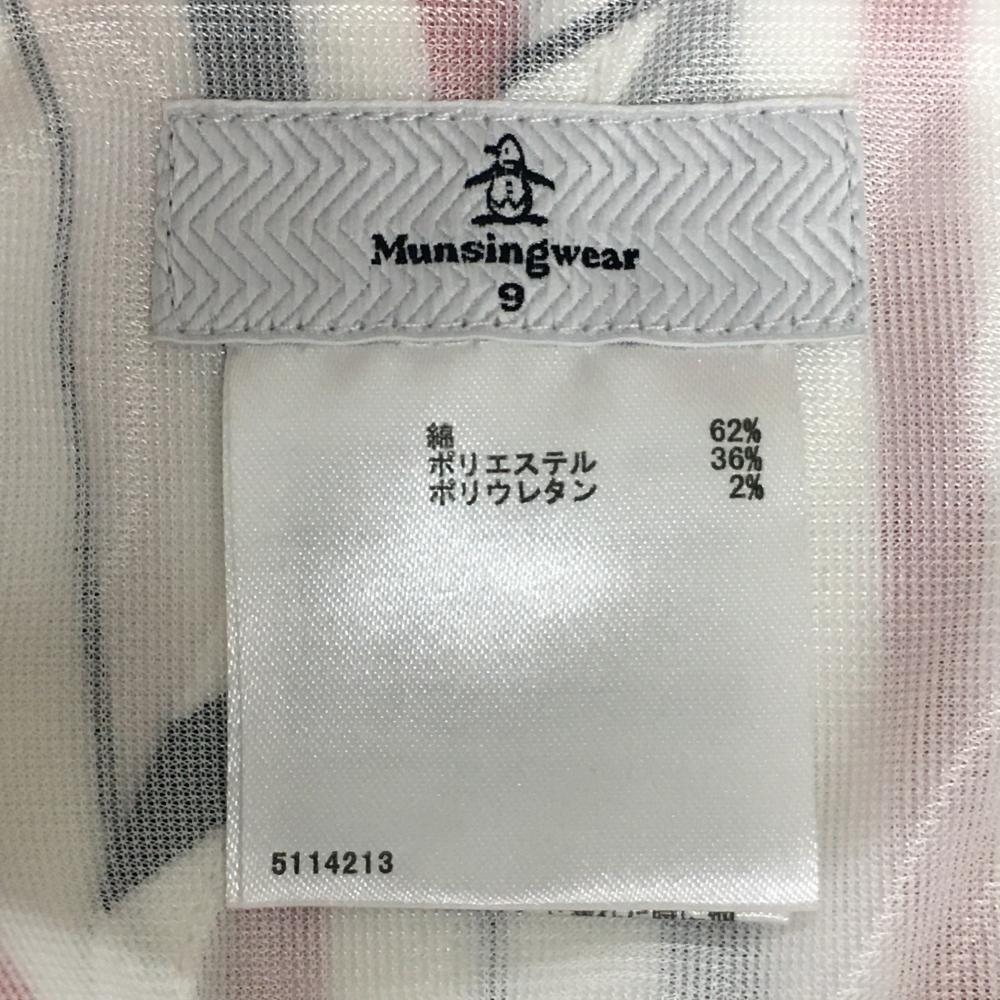 Munsingwear
9
綿 62%
ポリエステル 36%
ポリウレタン 2%
5114213